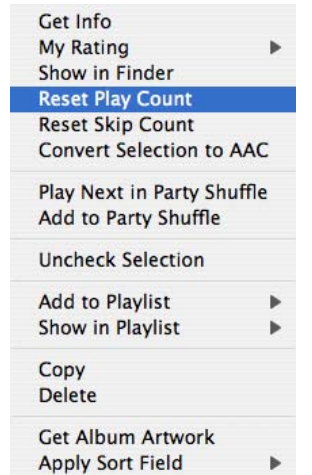 Get Info
My Rating
Show in Finder
Reset Play Count
Reset Skip Count
Convert Selection to AAC
Play Next in Party Shuffle
Add to Party Shuffle
Uncheck Selection
Add to Playlist
Show in Playlist
Copy
Delete
Get Album Artwork
Apply Sort Field